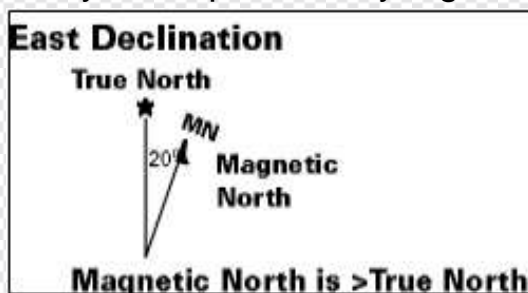 East Declination
True North
MN
20°
Magnetic
North
Magnetic North is >True North